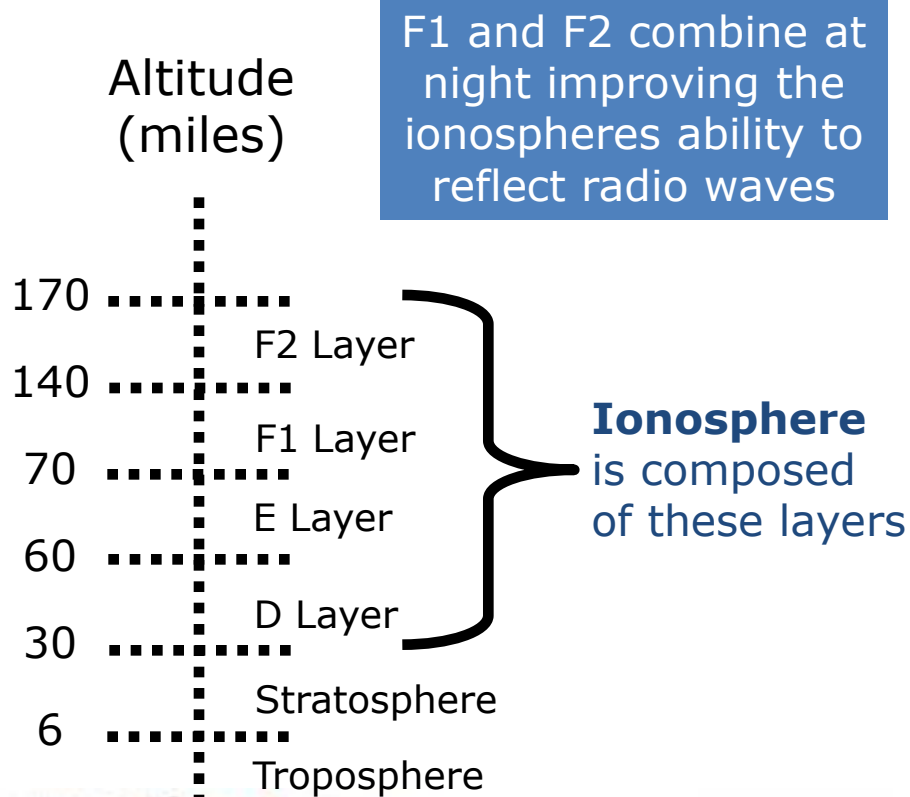 F1 and F2 combine at
night improving the
ionospheres ability to
reflect radio waves
Altitude
(miles)
170
F2 Layer
140
F1 Layer
70
E Layer
60
D Layer
30
Stratosphere
6
Troposphere
Ionosphere
is composed
of these layers